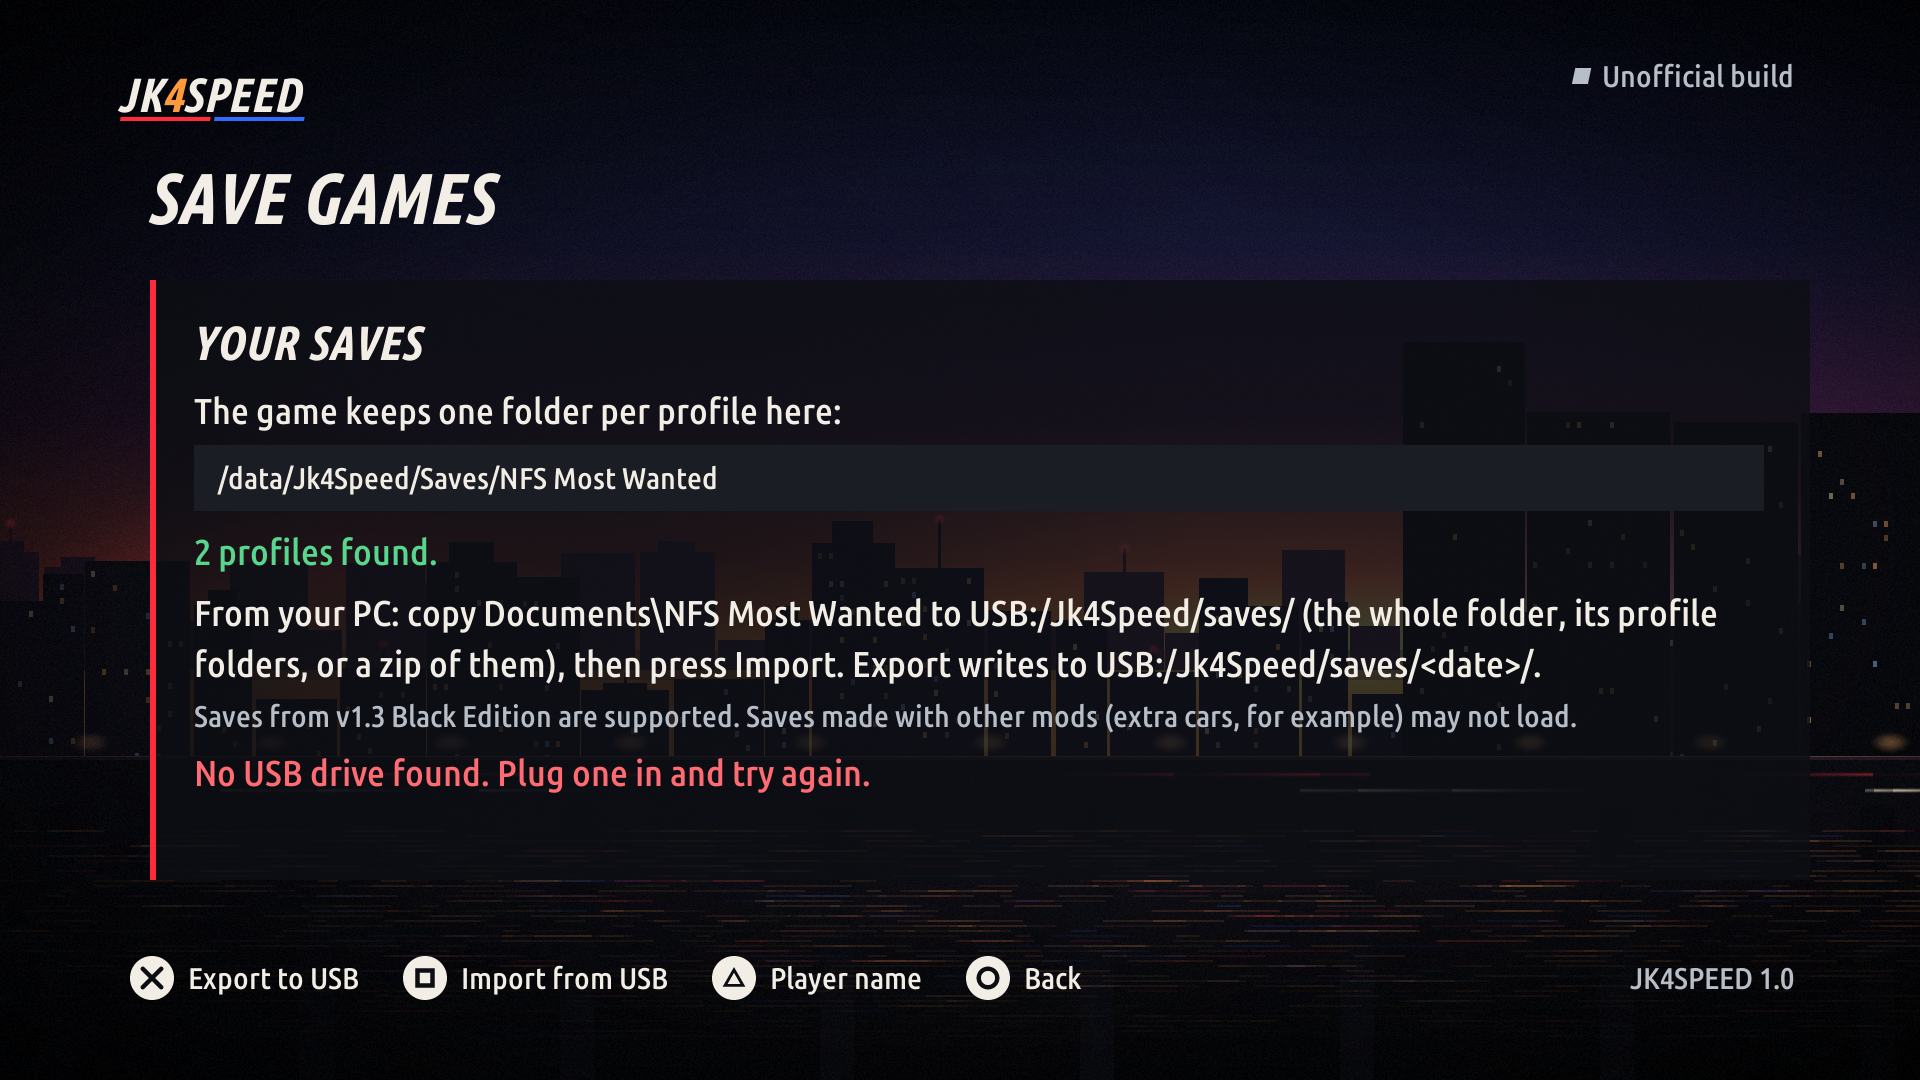 JK4SPEED
Unofficial build
SAVE GAMES
YOUR SAVES
The game keeps one folder per profile here:
/data/Jk4Speed/Saves/NFS Most Wanted
2 profiles found.
From your PC: copy Documents\NFS Most Wanted to USB:/Jk4Speed/saves/ (the whole folder, its profile
folders, or a zip of them), then press Import. Export writes to USB:/Jk4Speed/saves/<date>/.
Saves from v1.3 Black Edition are supported. Saves made with other mods (extra cars, for example) may not load.
No USB drive found. Plug one in and try again.
Export to USB
Import from USB
Player name
Back
JK4SPEED 1.0